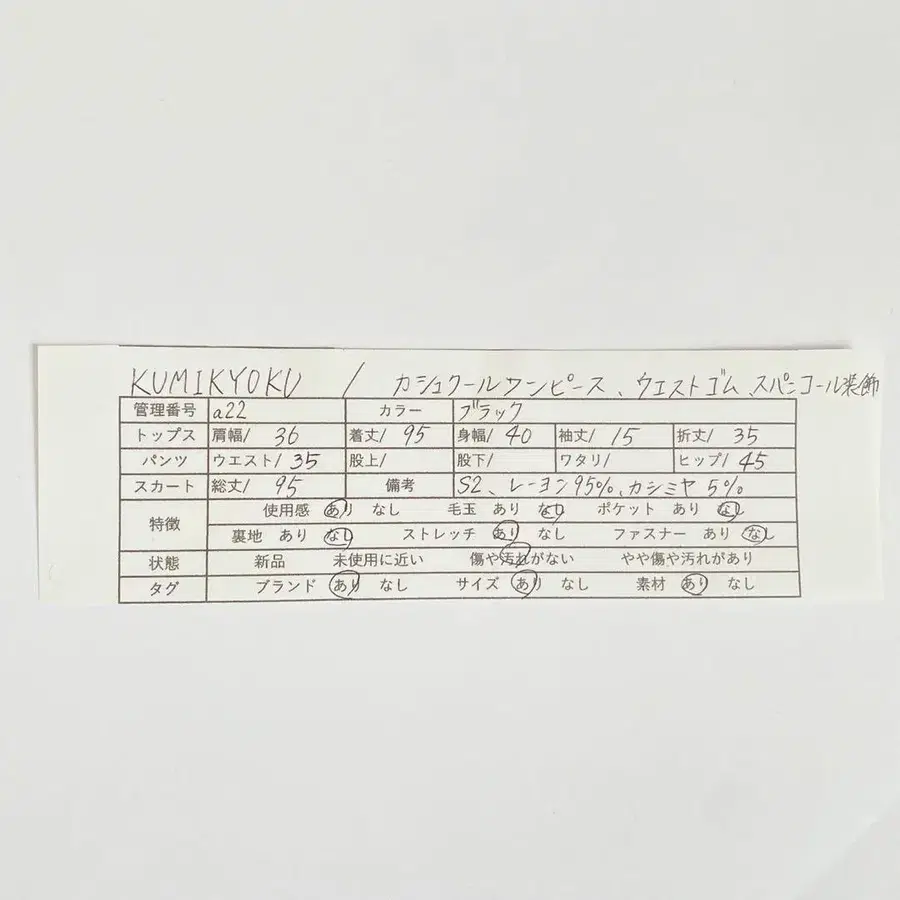 KUMIKYOKU / カシュクールワンピース、ウエストゴム、スパンコール装飾
管理番号 a22 カラー ブラック
トップス 肩幅/ 36 着丈/ 95 身幅/ 40 袖丈/ 15 裄丈/ 35
パンツ ウエスト/ 35 股上/ 股下/ ワタリ/ ヒップ/ 45
スカート 総丈/ 95 備考 S2、レーヨン95%、カシミヤ5%
特徴 使用感 あり なし 毛玉 あり なし ポケット あり なし
裏地 あり なし ストレッチ あり なし ファスナー あり なし
状態 新品 未使用に近い 傷や汚れがない やや傷や汚れがあり
タグ ブランド あり なし サイズ あり なし 素材 あり なし